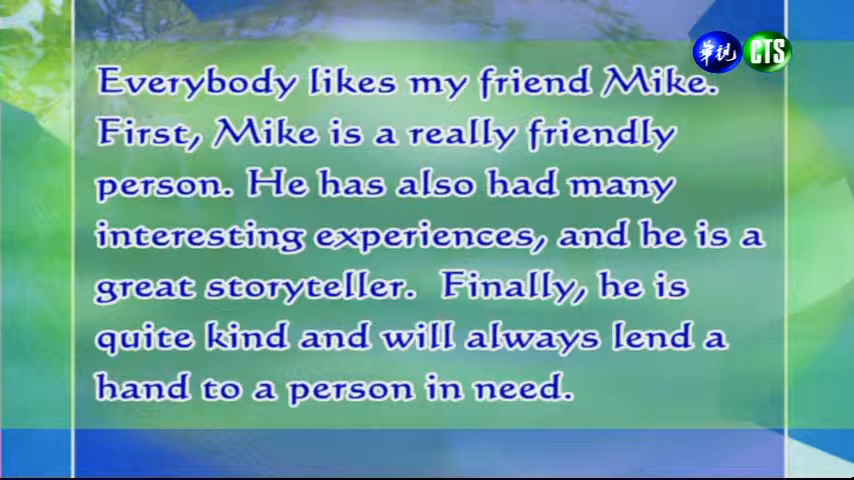 華視 CTS
Everybody likes my friend Mike.
First, Mike is a really friendly
person. He has also had many
interesting experiences, and he is a
great storyteller.  Finally, he is
quite kind and will always lend a
hand to a person in need.